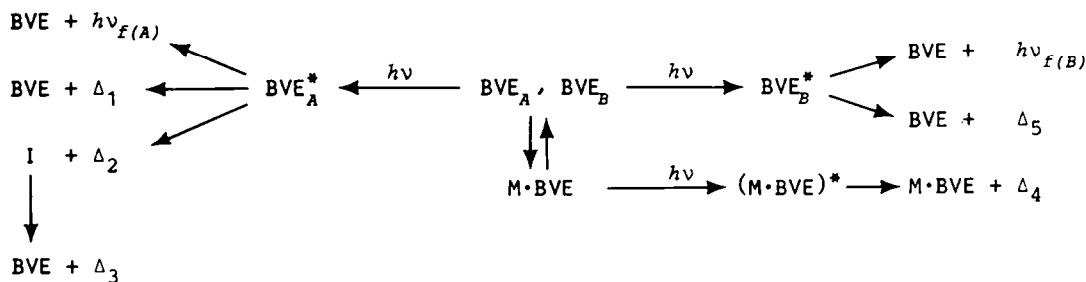 BVE + hν_f(A)
BVE + Δ₁
I + Δ₂
BVE + Δ₃
BVE*_A
hν
BVE_A, BVE_B
hν
BVE*_B
BVE + hν_f(B)
BVE + Δ₅
M·BVE
hν
(M·BVE)*
M·BVE + Δ₄